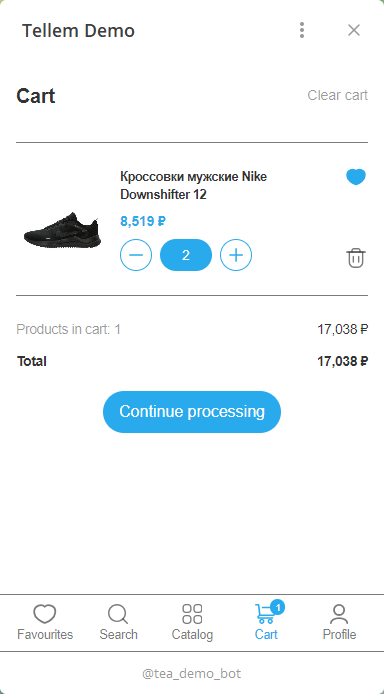 Tellem Demo
Cart
Clear cart
Кроссовки мужские Nike
Downshifter 12
8,519 ₽
2
Products in cart: 1
17,038 ₽
Total
17,038 ₽
Continue processing
1
Favourites
Search
Catalog
Cart
Profile
@tea_demo_bot